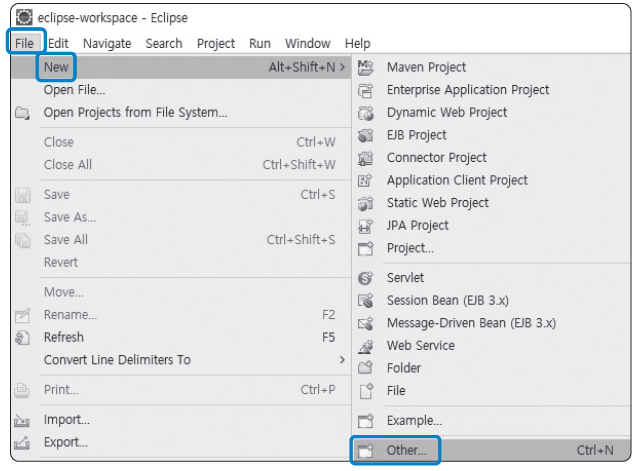 eclipse-workspace - Eclipse
File Edit Navigate Search Project Run Window Help
New Alt+Shift+N >
Open File...
Open Projects from File System...
Close Ctrl+W
Close All Ctrl+Shift+W
Save Ctrl+S
Save As...
Save All Ctrl+Shift+S
Revert
Move...
Rename... F2
Refresh F5
Convert Line Delimiters To >
Print... Ctrl+P
Import...
Export...
Maven Project
Enterprise Application Project
Dynamic Web Project
EJB Project
Connector Project
Application Client Project
Static Web Project
JPA Project
Project...
Servlet
Session Bean (EJB 3.x)
Message-Driven Bean (EJB 3.x)
Web Service
Folder
File
Example...
Other... Ctrl+N